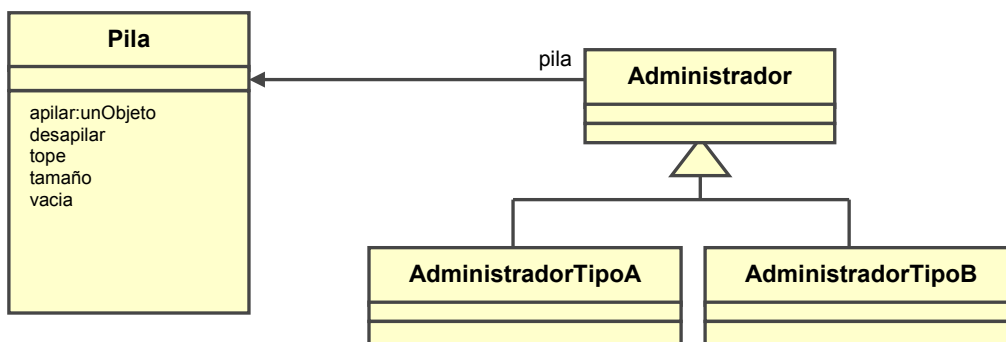 Pila
apilar:unObjeto
desapilar
tope
tamaño
vacia
pila
Administrador
AdministradorTipoA
AdministradorTipoB